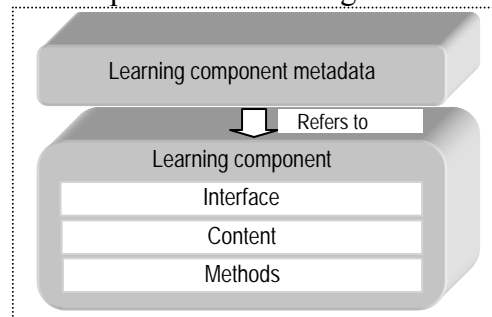 Learning component metadata
Refers to
Learning component
Interface
Content
Methods